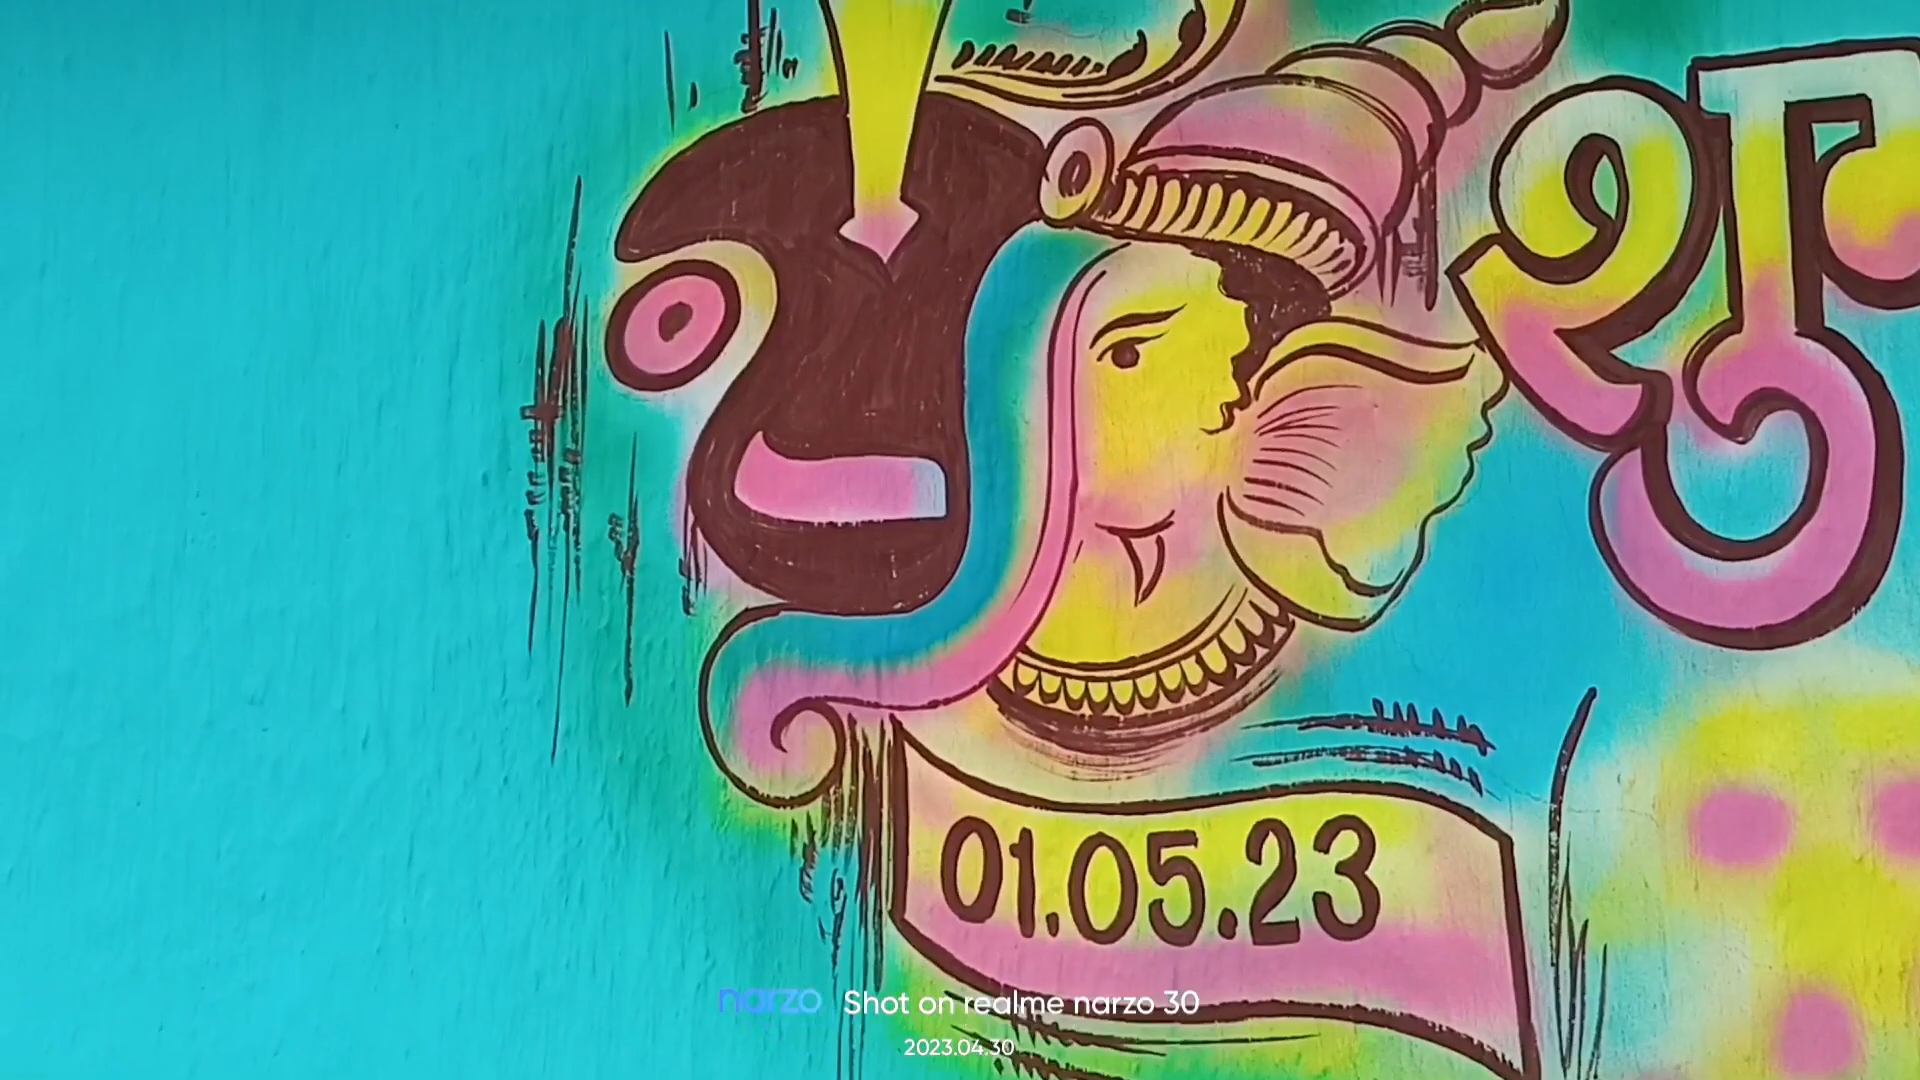 शु
01.05.23
narzo Shot on realme narzo 30
2023.04.30